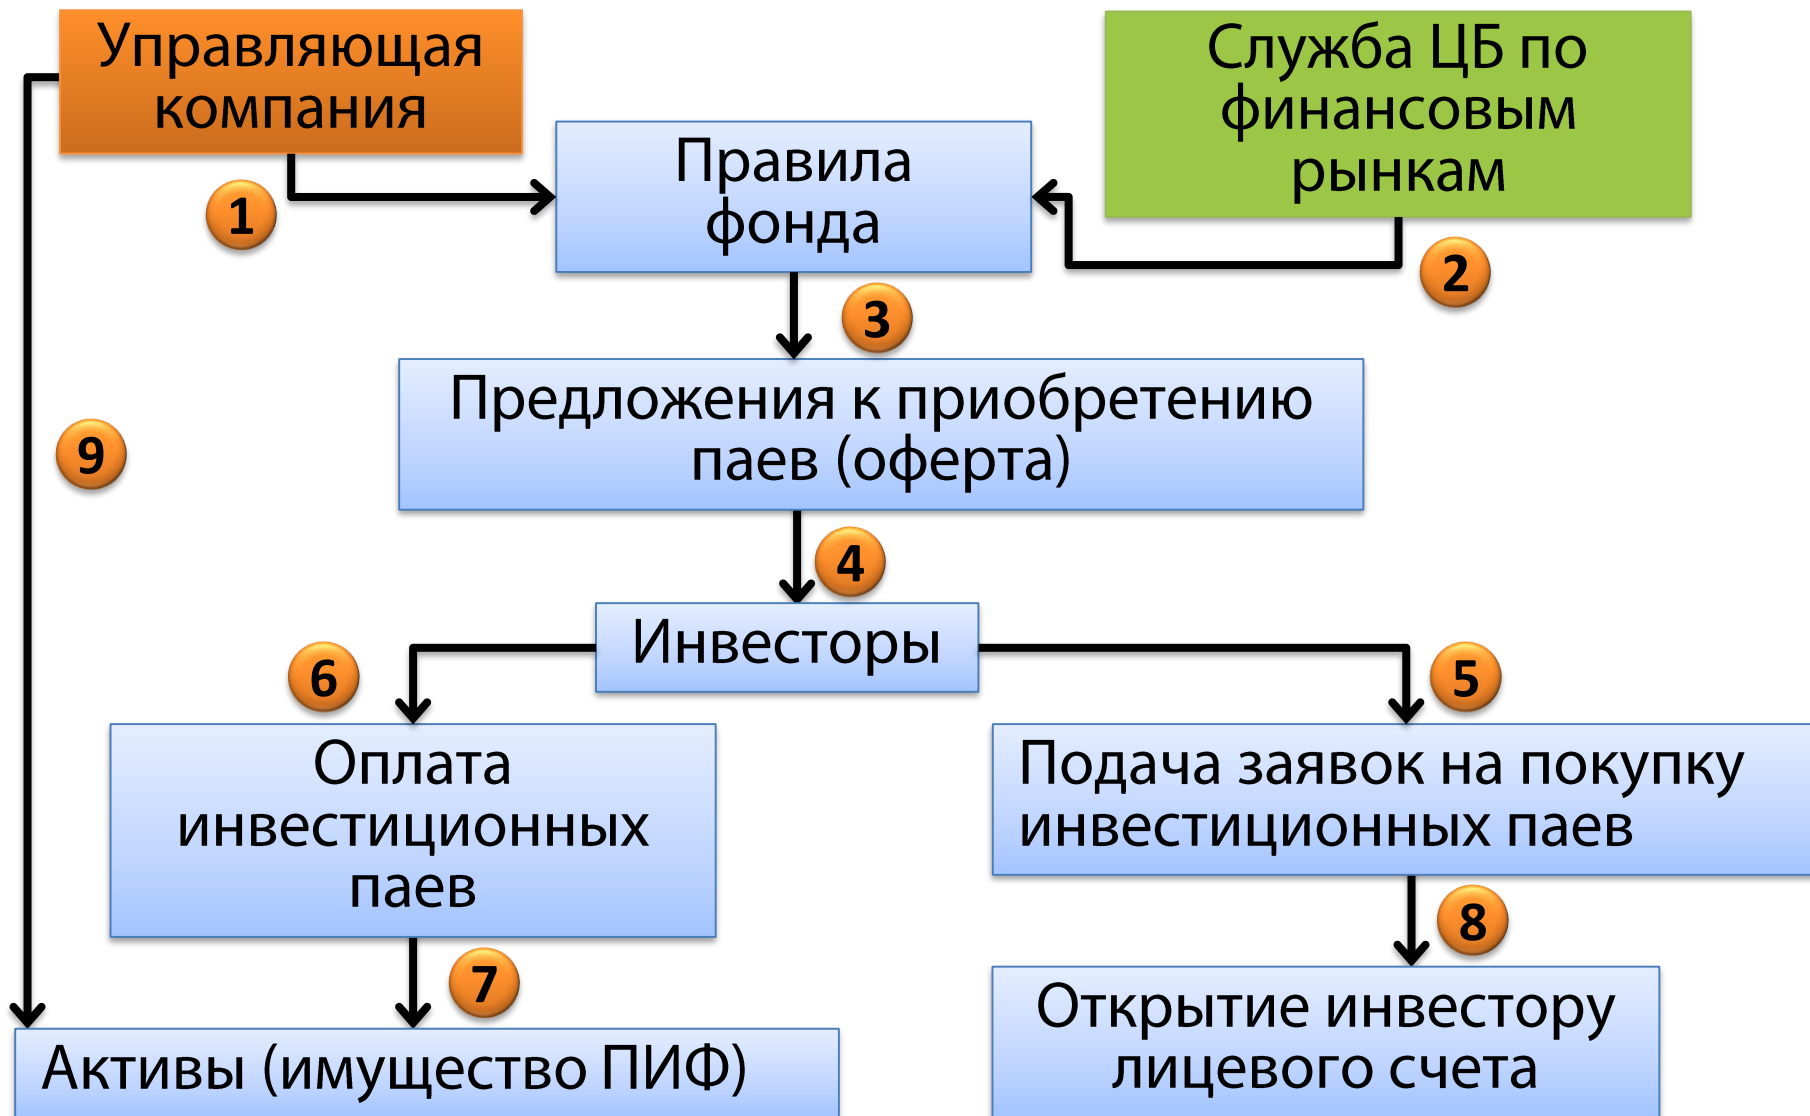 Управляющая
компания
Служба ЦБ по
финансовым
рынкам
Правила
фонда
1
2
3
Предложения к приобретению
паев (оферта)
9
4
Инвесторы
6
5
Оплата
инвестиционных
паев
Подача заявок на покупку
инвестиционных паев
7
8
Активы (имущество ПИФ)
Открытие инвестору
лицевого счета